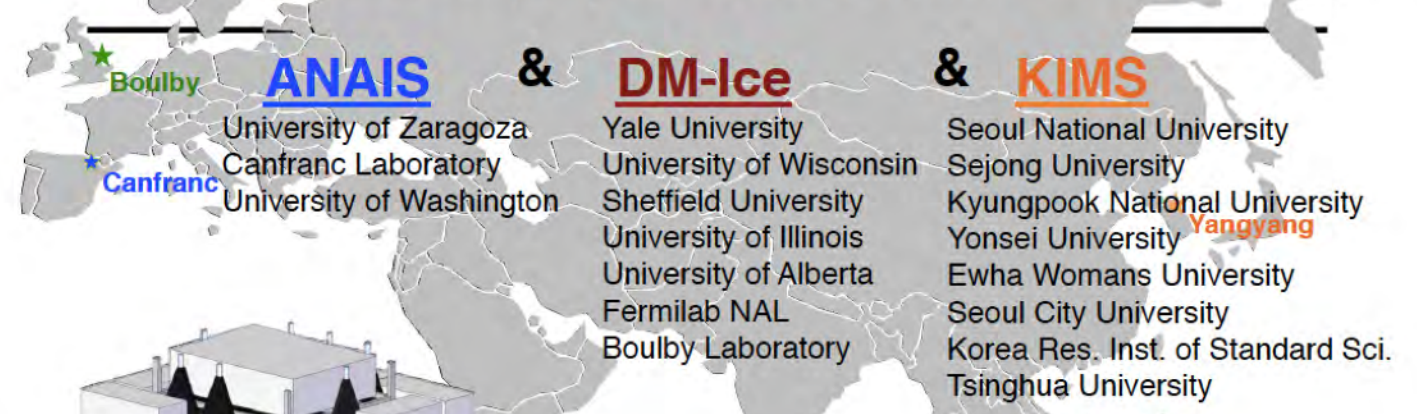 Boulby
Canfranc
ANAIS
University of Zaragoza
Canfranc Laboratory
University of Washington
&
DM-Ice
Yale University
University of Wisconsin
Sheffield University
University of Illinois
University of Alberta
Fermilab NAL
Boulby Laboratory
&
KIMS
Seoul National University
Sejong University
Kyungpook National University
Yonsei University
Ewha Womans University
Seoul City University
Korea Res. Inst. of Standard Sci.
Tsinghua University
Yangyang